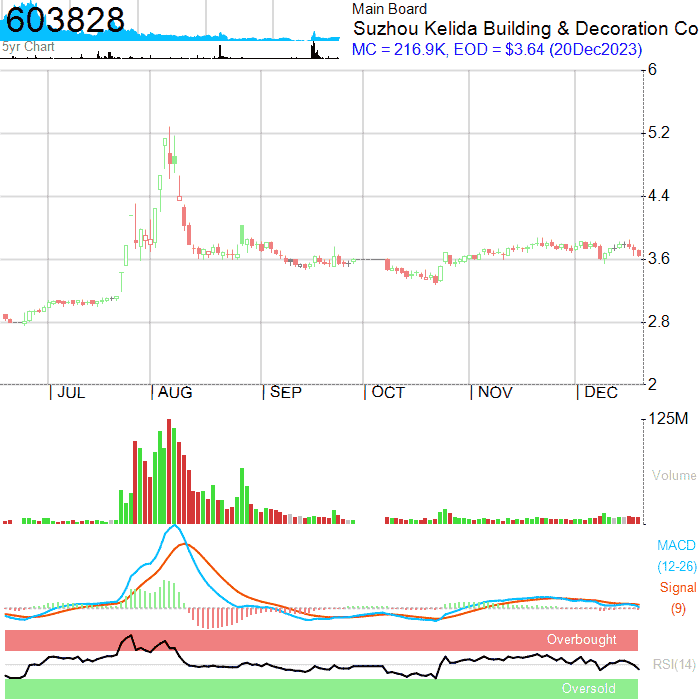 603828
5yr Chart
Main Board
Suzhou Kelida Building & Decoration Co
MC = 216.9K, EOD = $3.64 (20Dec2023)
6
5.2
4.4
3.6
2.8
2
JUL AUG SEP OCT NOV DEC
125M
Volume
MACD
(12-26)
Signal
(9)
Overbought
RSI(14)
Oversold